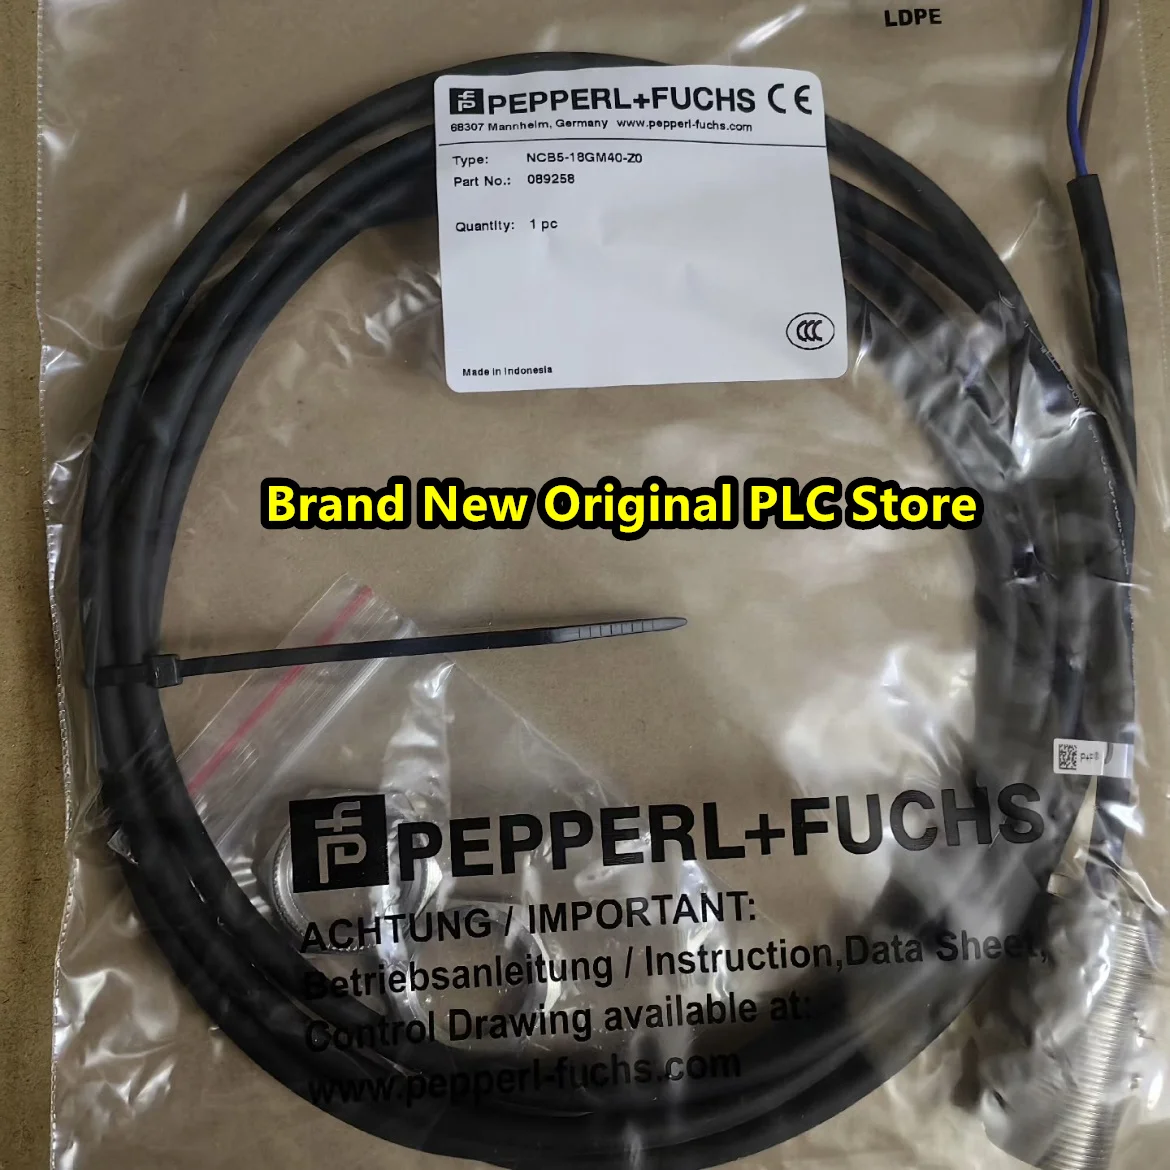 LDPE
PEPPERL+FUCHS CE
68307 Mannheim, Germany www.pepperl-fuchs.com
Type: NCB5-18GM40-Z0
Part No.: 089258
Quantity: 1 pc
CCC
Made in Indonesia
Brand New Original PLC Store
P+F®
PEPPERL+FUCHS
ACHTUNG / IMPORTANT:
Betriebsanleitung / Instruction,Data Sheet,
Control Drawing available at:
www.pepperl-fuchs.com